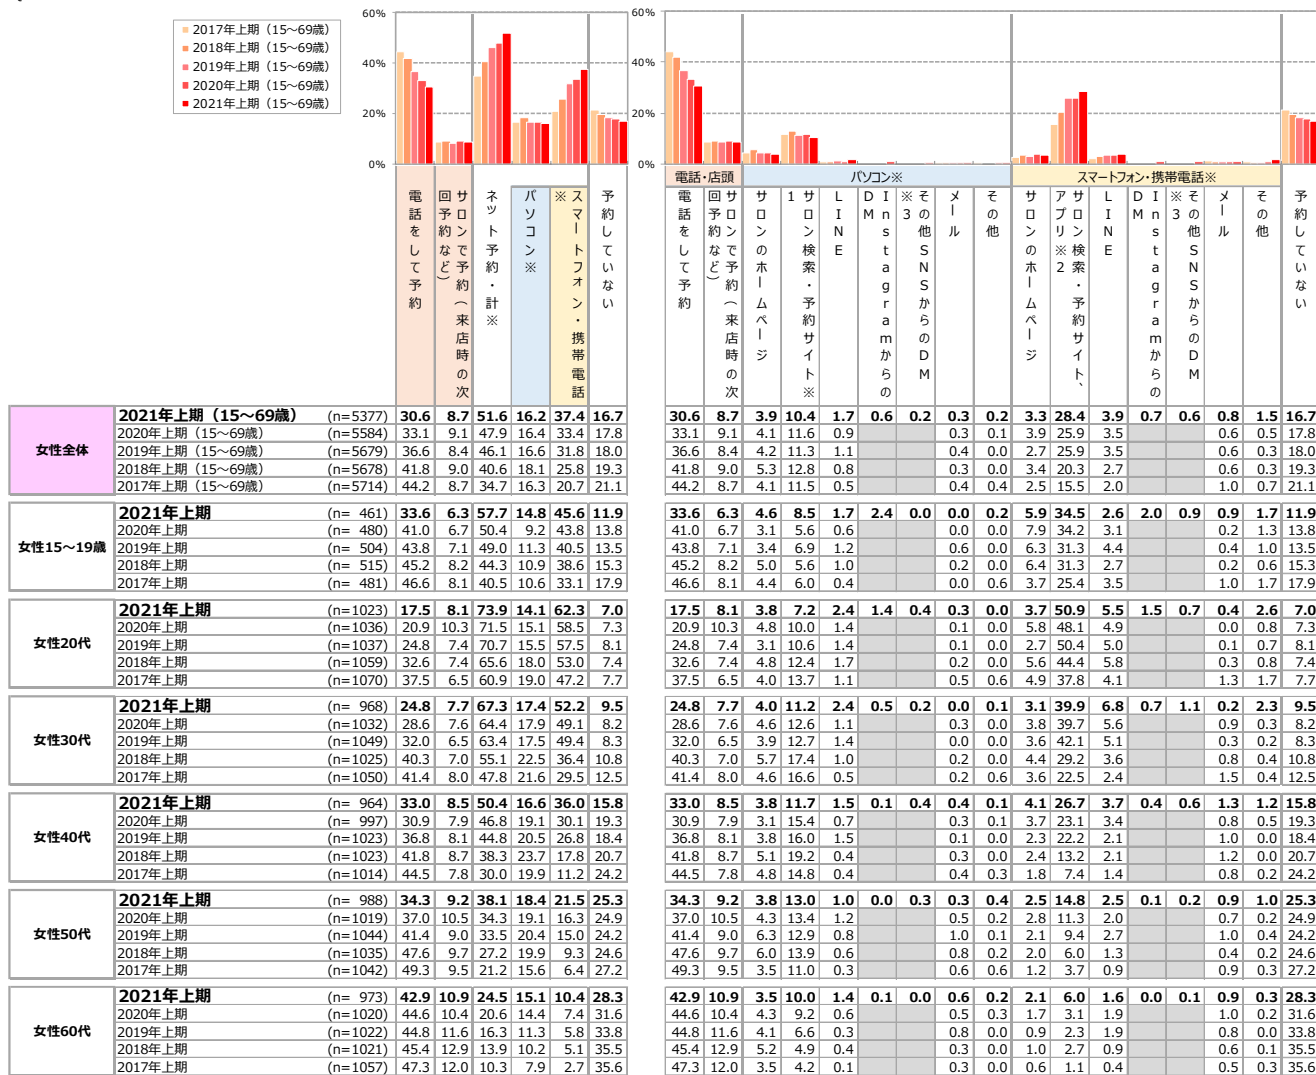 2017年上期（15～69歳）
2018年上期（15～69歳）
2019年上期（15～69歳）
2020年上期（15～69歳）
2021年上期（15～69歳）
60%
40%
20%
0%
60%
40%
20%
0%
電話・店頭 パソコン※ スマートフォン・携帯電話※
電話をして予約
サロンで予約（来店時の次回予約など）
ネット予約・計※
パソコン※
スマートフォン・携帯電話※
予約していない
電話をして予約
サロンで予約（来店時の次回予約など）
サロンのホームページ
サロン検索・予約サイト※1
LINE
InstagramからのDM
その他SNSからのDM※3
メール
その他
サロンのホームページ
サロン検索・予約サイト、アプリ※2
LINE
InstagramからのDM
その他SNSからのDM※3
メール
その他
予約していない
女性全体
2021年上期（15～69歳） (n=5377) 30.6 8.7 51.6 16.2 37.4 16.7 30.6 8.7 3.9 10.4 1.7 0.6 0.2 0.3 0.2 3.3 28.4 3.9 0.7 0.6 0.8 1.5 16.7
2020年上期（15～69歳） (n=5584) 33.1 9.1 47.9 16.4 33.4 17.8 33.1 9.1 4.1 11.6 0.9 0.3 0.1 3.9 25.9 3.5 0.6 0.5 17.8
2019年上期（15～69歳） (n=5679) 36.6 8.4 46.1 16.6 31.8 18.0 36.6 8.4 4.2 11.3 1.1 0.4 0.0 2.7 25.9 3.5 0.6 0.3 18.0
2018年上期（15～69歳） (n=5678) 41.8 9.0 40.6 18.1 25.8 19.3 41.8 9.0 5.3 12.8 0.8 0.3 0.0 3.4 20.3 2.7 0.6 0.3 19.3
2017年上期（15～69歳） (n=5714) 44.2 8.7 34.7 16.3 20.7 21.1 44.2 8.7 4.1 11.5 0.5 0.4 0.4 2.5 15.5 2.0 1.0 0.7 21.1
女性15～19歳
2021年上期 (n= 461) 33.6 6.3 57.7 14.8 45.6 11.9 33.6 6.3 4.6 8.5 1.7 2.4 0.0 0.0 0.2 5.9 34.5 2.6 2.0 0.9 0.9 1.7 11.9
2020年上期 (n= 480) 41.0 6.7 50.4 9.2 43.8 13.8 41.0 6.7 3.1 5.6 0.6 0.0 0.0 7.9 34.2 3.1 0.2 1.3 13.8
2019年上期 (n= 504) 43.8 7.1 49.0 11.3 40.5 13.5 43.8 7.1 3.4 6.9 1.2 0.6 0.0 6.3 31.3 4.4 0.4 1.0 13.5
2018年上期 (n= 515) 45.2 8.2 44.3 10.9 38.6 15.3 45.2 8.2 5.0 5.6 1.0 0.2 0.0 6.4 31.3 2.7 0.2 0.6 15.3
2017年上期 (n= 481) 46.6 8.1 40.5 10.6 33.1 17.9 46.6 8.1 4.4 6.0 0.4 0.0 0.6 3.7 25.4 3.5 1.0 1.7 17.9
女性20代
2021年上期 (n=1023) 17.5 8.1 73.9 14.1 62.3 7.0 17.5 8.1 3.8 7.2 2.4 1.4 0.4 0.3 0.0 3.7 50.9 5.5 1.5 0.7 0.4 2.6 7.0
2020年上期 (n=1036) 20.9 10.3 71.5 15.1 58.5 7.3 20.9 10.3 4.8 10.0 1.4 0.1 0.0 5.8 48.1 4.9 0.0 0.8 7.3
2019年上期 (n=1037) 24.8 7.4 70.7 15.5 57.5 8.1 24.8 7.4 3.1 10.6 1.4 0.1 0.0 2.7 50.4 5.0 0.1 0.7 8.1
2018年上期 (n=1059) 32.6 7.4 65.6 18.0 53.0 7.4 32.6 7.4 4.8 12.4 1.7 0.2 0.0 5.6 44.4 5.8 0.3 0.8 7.4
2017年上期 (n=1070) 37.5 6.5 60.9 19.0 47.2 7.7 37.5 6.5 4.0 13.7 1.1 0.5 0.6 4.9 37.8 4.1 1.3 1.7 7.7
女性30代
2021年上期 (n= 968) 24.8 7.7 67.3 17.4 52.2 9.5 24.8 7.7 4.0 11.2 2.4 0.5 0.2 0.0 0.1 3.1 39.9 6.8 0.7 1.1 0.2 2.3 9.5
2020年上期 (n=1032) 28.6 7.6 64.4 17.9 49.1 8.2 28.6 7.6 4.6 12.6 1.1 0.3 0.0 3.8 39.7 5.6 0.9 0.3 8.2
2019年上期 (n=1049) 32.0 6.5 63.4 17.5 49.4 8.3 32.0 6.5 3.9 12.7 1.4 0.0 0.0 3.6 42.1 5.1 0.3 0.2 8.3
2018年上期 (n=1025) 40.3 7.0 55.1 22.5 36.4 10.8 40.3 7.0 5.7 17.4 1.0 0.2 0.0 4.4 29.2 3.6 0.8 0.4 10.8
2017年上期 (n=1050) 41.4 8.0 47.8 21.6 29.5 12.5 41.4 8.0 4.6 16.6 0.5 0.2 0.6 3.6 22.5 2.4 1.5 0.4 12.5
女性40代
2021年上期 (n= 964) 33.0 8.5 50.4 16.6 36.0 15.8 33.0 8.5 3.8 11.7 1.5 0.1 0.4 0.4 0.1 4.1 26.7 3.7 0.4 0.6 1.3 1.2 15.8
2020年上期 (n= 997) 30.9 7.9 46.8 19.1 30.1 19.3 30.9 7.9 3.1 15.4 0.7 0.3 0.1 3.7 23.1 3.4 0.8 0.5 19.3
2019年上期 (n=1023) 36.8 8.1 44.8 20.5 26.8 18.4 36.8 8.1 3.8 16.0 1.5 0.1 0.0 2.3 22.2 2.1 1.0 0.0 18.4
2018年上期 (n=1023) 41.8 8.7 38.3 23.7 17.8 20.7 41.8 8.7 5.1 19.2 0.4 0.3 0.0 2.4 13.2 2.1 1.2 0.0 20.7
2017年上期 (n=1014) 44.5 7.8 30.0 19.9 11.2 24.2 44.5 7.8 4.8 14.8 0.4 0.4 0.3 1.8 7.4 1.4 0.8 0.2 24.2
女性50代
2021年上期 (n= 988) 34.3 9.2 38.1 18.4 21.5 25.3 34.3 9.2 3.8 13.0 1.0 0.0 0.3 0.3 0.4 2.5 14.8 2.5 0.1 0.2 0.9 1.0 25.3
2020年上期 (n=1019) 37.0 10.5 34.3 19.1 16.3 24.9 37.0 10.5 4.3 13.4 1.2 0.5 0.2 2.8 11.3 2.0 0.7 0.2 24.9
2019年上期 (n=1044) 41.4 9.0 33.5 20.4 15.0 24.2 41.4 9.0 6.3 12.9 0.8 1.0 0.1 2.1 9.4 2.7 1.0 0.4 24.2
2018年上期 (n=1035) 47.6 9.7 27.2 19.9 9.3 24.6 47.6 9.7 6.0 13.9 0.6 0.8 0.2 2.0 6.0 1.3 0.4 0.2 24.6
2017年上期 (n=1042) 49.3 9.5 21.2 15.6 6.4 27.2 49.3 9.5 3.5 11.0 0.3 0.6 0.6 1.2 3.7 0.9 0.9 0.3 27.2
女性60代
2021年上期 (n= 973) 42.9 10.9 24.5 15.1 10.4 28.3 42.9 10.9 3.5 10.0 1.4 0.1 0.0 0.6 0.2 2.1 6.0 1.6 0.0 0.1 0.9 0.3 28.3
2020年上期 (n=1020) 44.6 10.4 20.6 14.4 7.4 31.6 44.6 10.4 4.3 9.2 0.6 0.5 0.3 1.7 3.1 1.9 1.0 0.2 31.6
2019年上期 (n=1022) 44.8 11.6 16.3 11.3 5.8 33.8 44.8 11.6 4.1 6.6 0.3 0.8 0.0 0.9 2.3 1.9 0.8 0.0 33.8
2018年上期 (n=1021) 45.4 12.9 13.9 10.2 5.1 35.5 45.4 12.9 5.2 4.9 0.4 0.3 0.0 1.0 2.7 0.9 0.6 0.1 35.5
2017年上期 (n=1057) 47.3 12.0 10.3 7.9 2.7 35.6 47.3 12.0 3.5 4.2 0.1 0.3 0.0 0.6 1.1 0.4 0.5 0.3 35.6